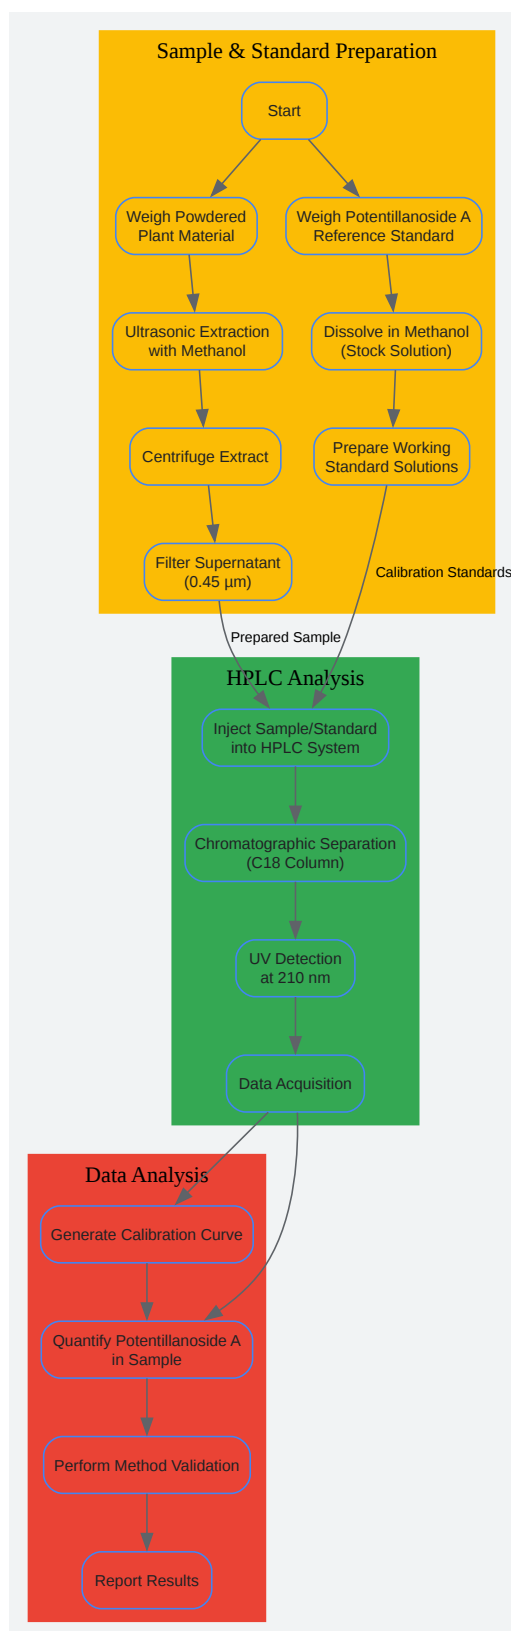 Sample & Standard Preparation
Start
Weigh Powdered
Plant Material
Weigh Potentillanoside A
Reference Standard
Ultrasonic Extraction
with Methanol
Dissolve in Methanol
(Stock Solution)
Centrifuge Extract
Prepare Working
Standard Solutions
Filter Supernatant
(0.45 µm)
Calibration Standards
Prepared Sample
HPLC Analysis
Inject Sample/Standard
into HPLC System
Chromatographic Separation
(C18 Column)
UV Detection
at 210 nm
Data Acquisition
Data Analysis
Generate Calibration Curve
Quantify Potentillanoside A
in Sample
Perform Method Validation
Report Results